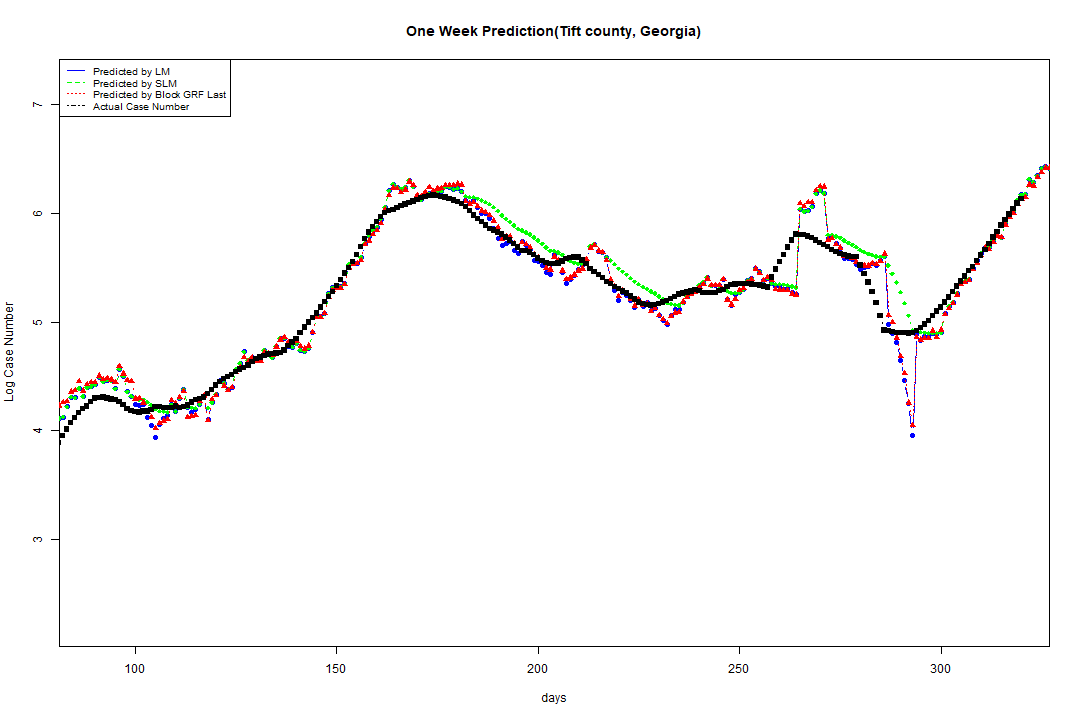 One Week Prediction(Tift county, Georgia)
Predicted by LM
Predicted by SLM
Predicted by Block GRF Last
Actual Case Number
7
6
5
4
3
Log Case Number
100 150 200 250 300
days